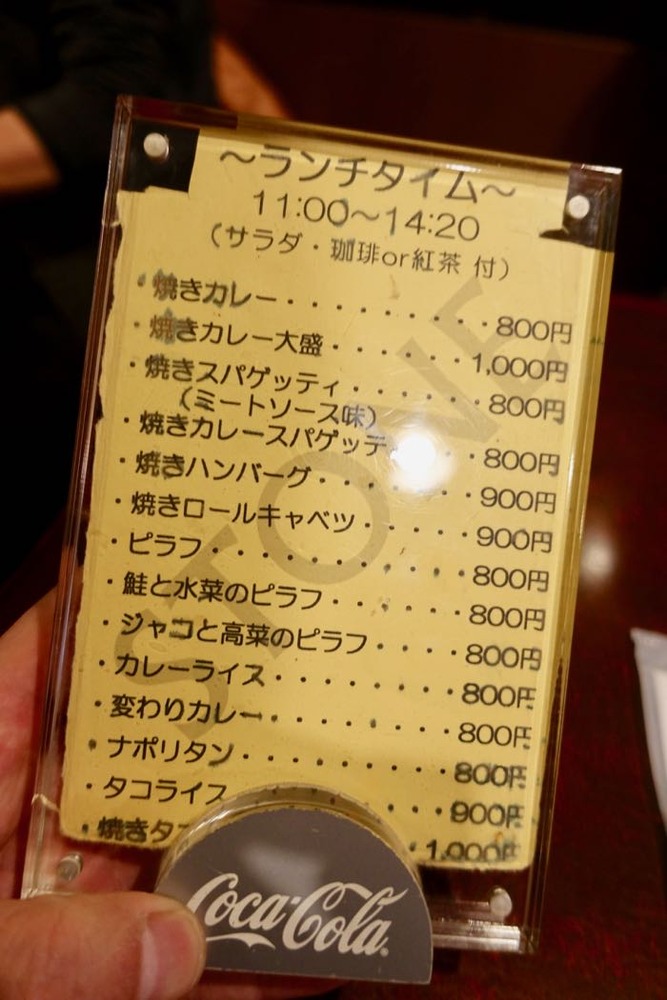 ～ランチタイム～
11:00～14:20
(サラダ・珈琲or紅茶 付)
・焼きカレー・・・・・・・・・・800円
・焼きカレー大盛・・・・・・・1,000円
・焼きスパゲッティ・・・・・・・800円
(ミートソース味)
・焼きカレースパゲッテ・・・・800円
・焼きハンバーグ・・・・・・・・900円
・焼きロールキャベツ・・・・・・900円
・ピラフ・・・・・・・・・・・・800円
・鮭と水菜のピラフ・・・・・・・800円
・ジャコと高菜のピラフ・・・・・800円
・カレーライス・・・・・・・・・800円
・変わりカレー・・・・・・・・・800円
・ナポリタン・・・・・・・・・・800円
・タコライス・・・900円
・焼きタ・・1,000円
STONE
Coca-Cola